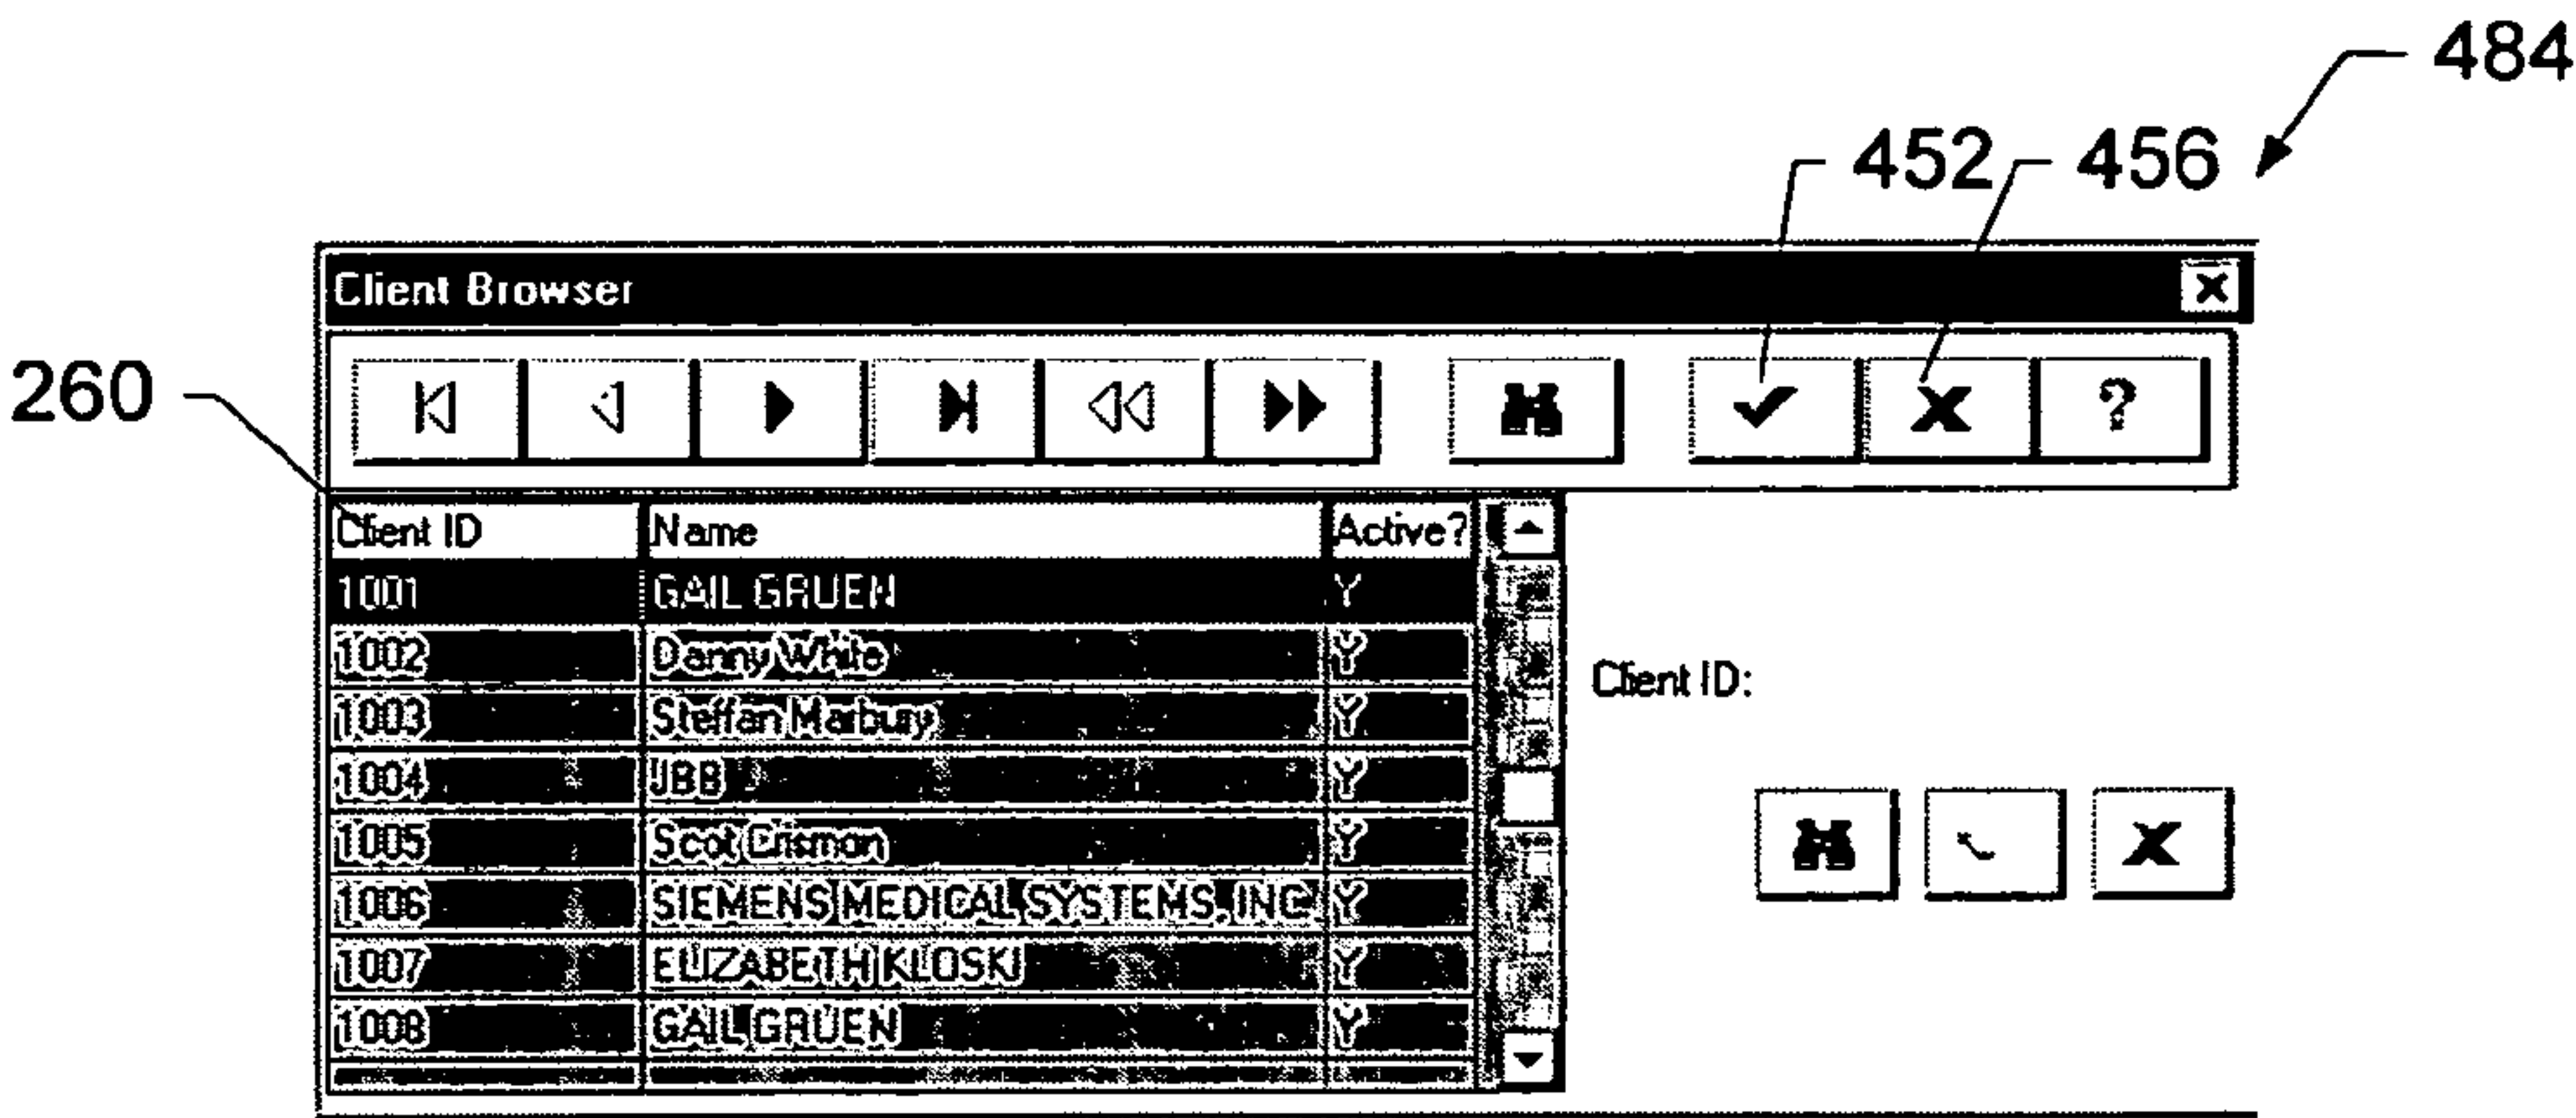 484
452 456
Client Browser
260
?
Client ID Name Active?
1001 GAIL GRUEN Y
1002 Danny White Y
1003 Steffan Marbury Y
Client ID:
1004 JBB Y
1005 Scot Crismon Y
1006 SIEMENS MEDICAL SYSTEMS, INC Y
1007 ELIZABETH KLOSKI Y
1008 GAIL GRUEN Y